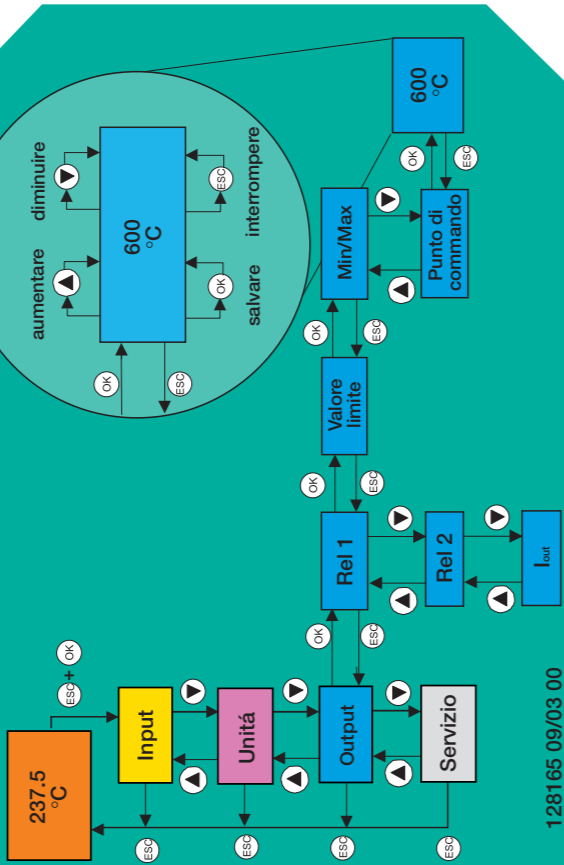 237.5
°C
ESC + OK
Input
Unitá
Output
Servizio
ESC
ESC
ESC
ESC
OK
ESC
Rel 1
Rel 2
Iout
OK
ESC
Valore
limite
OK
ESC
Min/Max
Punto di
commando
OK
ESC
600
°C
aumentare
diminuire
OK
600
°C
ESC
salvare
OK
interrompere
ESC
128165 09/03 00